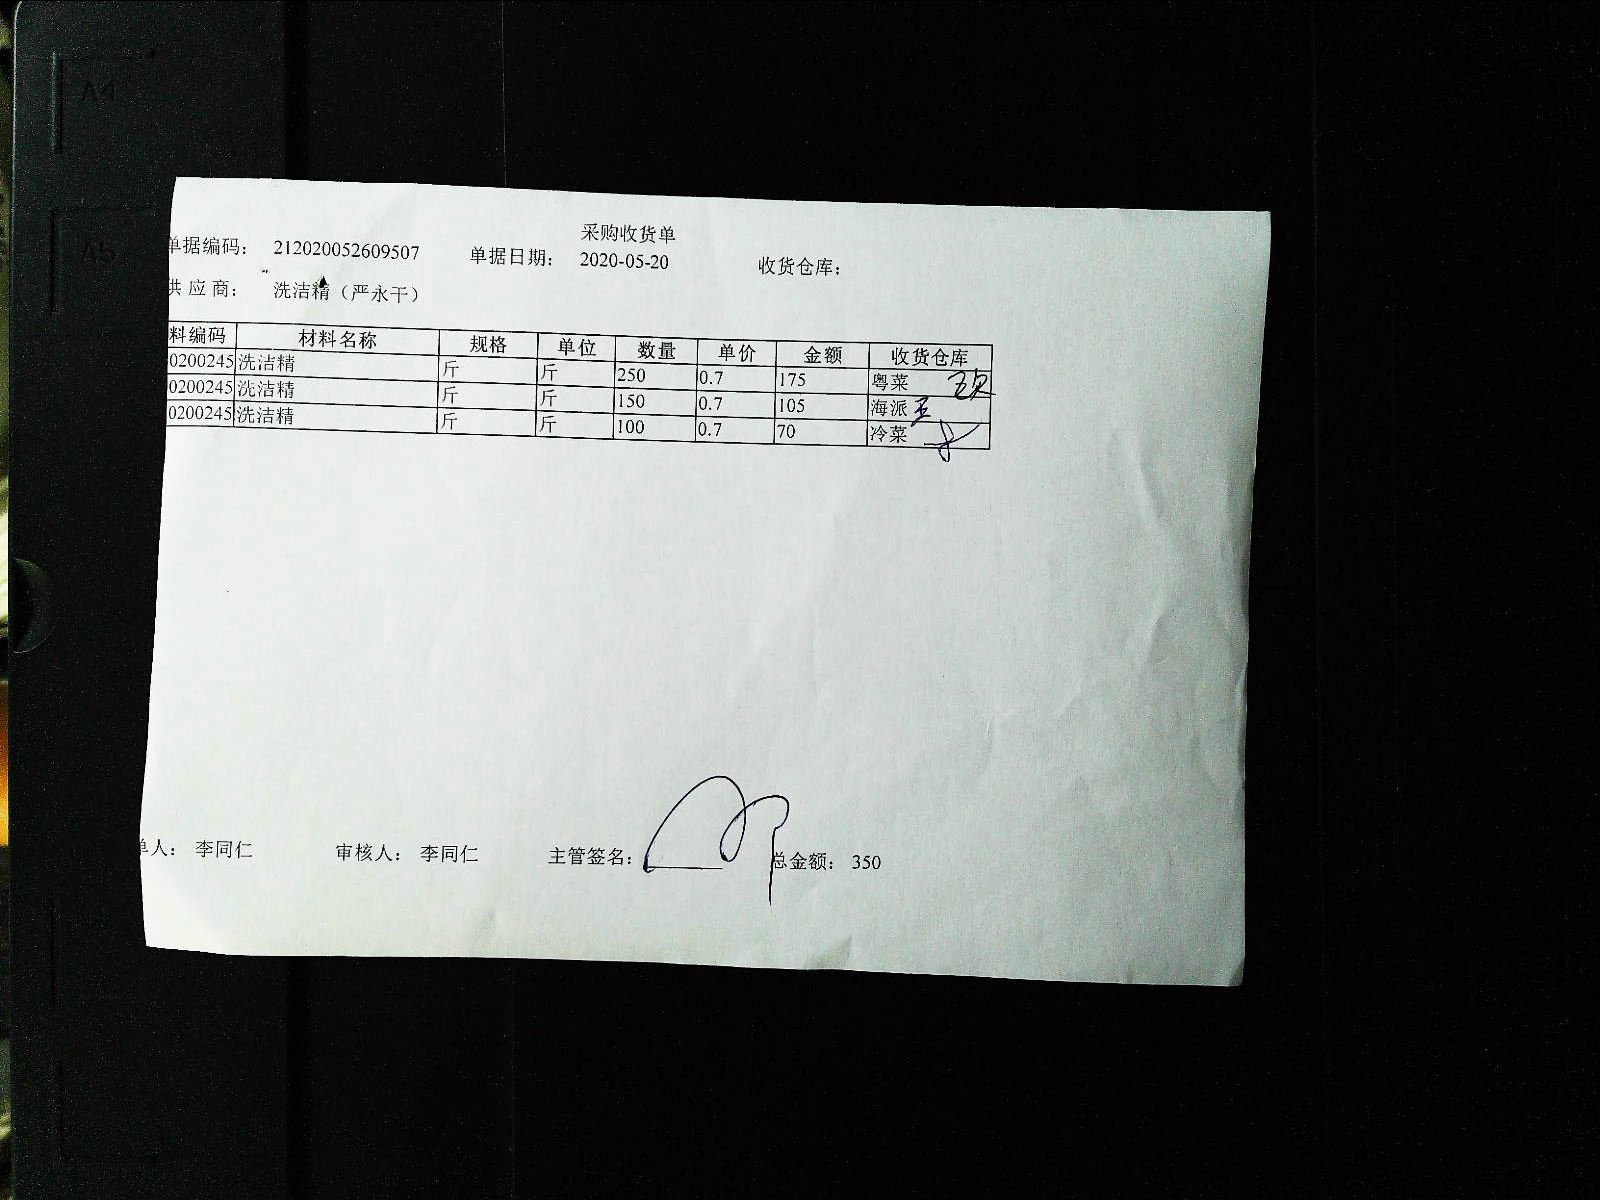 A4
A5
采购收货单
单据编码： 212020052609507 单据日期： 2020-05-20 收货仓库：
供应商： 洗洁精（严永干）
料编码 材料名称 规格 单位 数量 单价 金额 收货仓库
0200245 洗洁精 斤 斤 250 0.7 175 粤菜
0200245 洗洁精 斤 斤 150 0.7 105 海派
0200245 洗洁精 斤 斤 100 0.7 70 冷菜
单人： 李同仁 审核人： 李同仁 主管签名： 总金额： 350